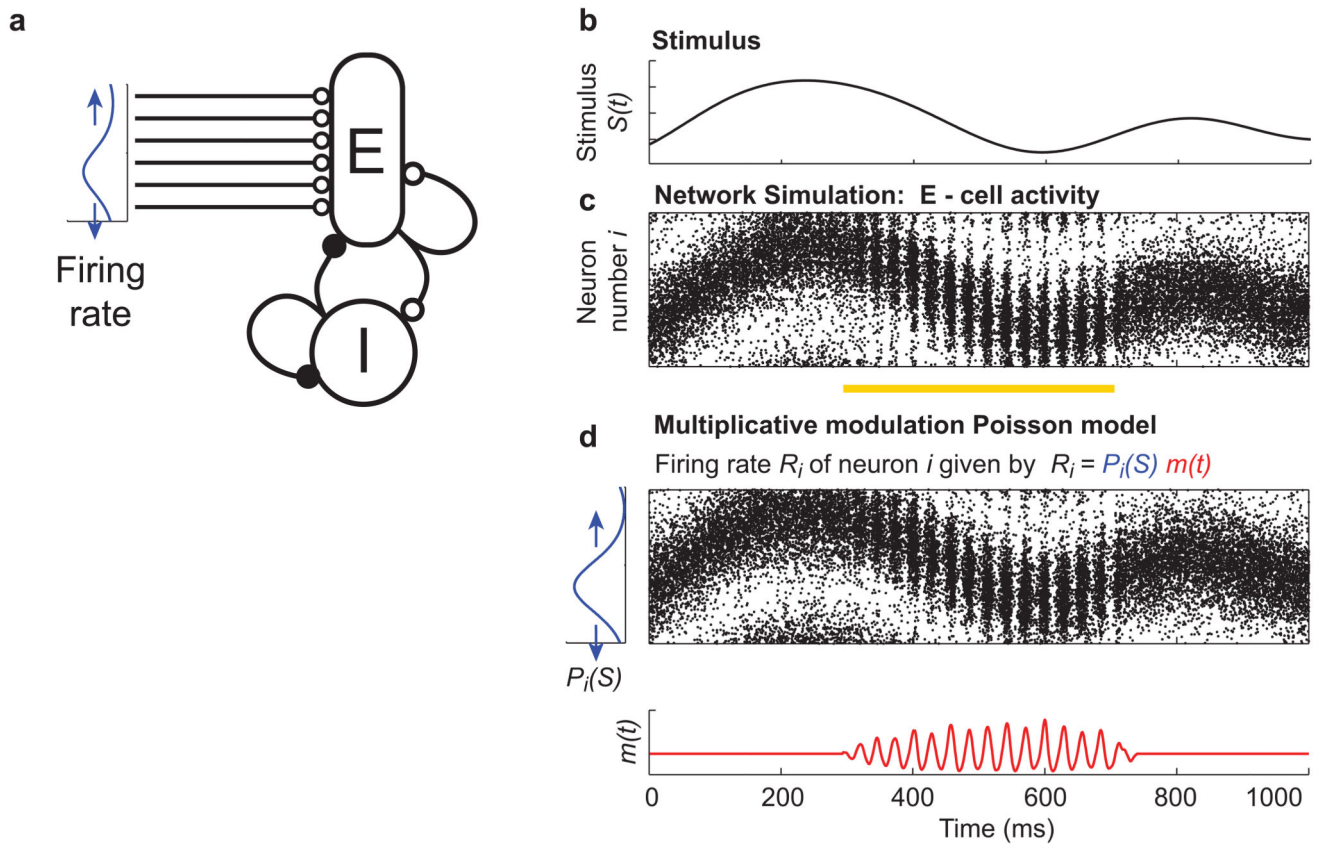 a
E
I
Firing
rate
b
Stimulus
Stimulus
S(t)
c
Network Simulation: E - cell activity
Neuron
number i
d
Multiplicative modulation Poisson model
Firing rate Ri of neuron i given by Ri = Pi(S) m(t)
Pi(S)
m(t)
0 200 400 600 800 1000
Time (ms)